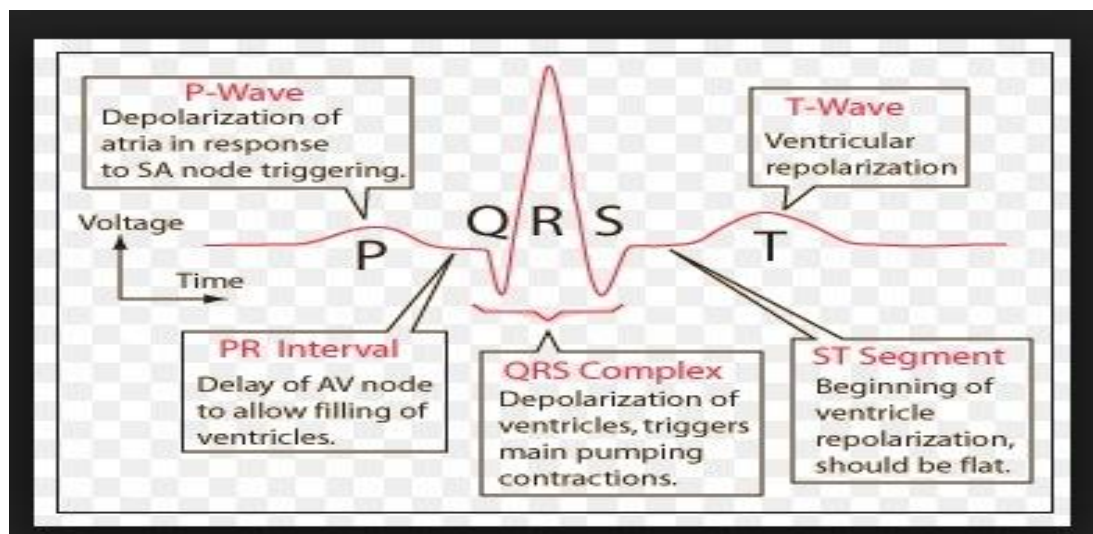 P-Wave
Depolarization of
atria in response
to SA node triggering.
T-Wave
Ventricular
repolarization
Voltage
Time
P
Q R S
T
PR Interval
Delay of AV node
to allow filling of
ventricles.
QRS Complex
Depolarization of
ventricles, triggers
main pumping
contractions.
ST Segment
Beginning of
ventricle
repolarization,
should be flat.